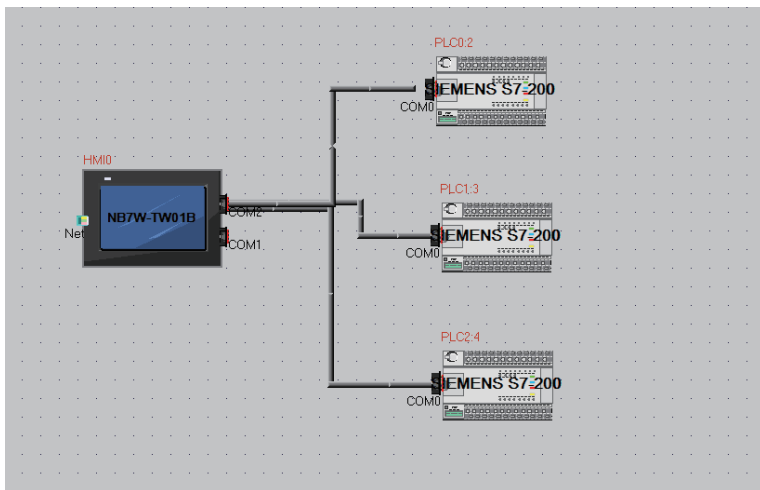 PLC0:2
SIEMENS S7-200
COM0
HMI0
NB7W-TW01B
COM2
Net
COM1
PLC1:3
SIEMENS S7-200
COM0
PLC2:4
SIEMENS S7-200
COM0